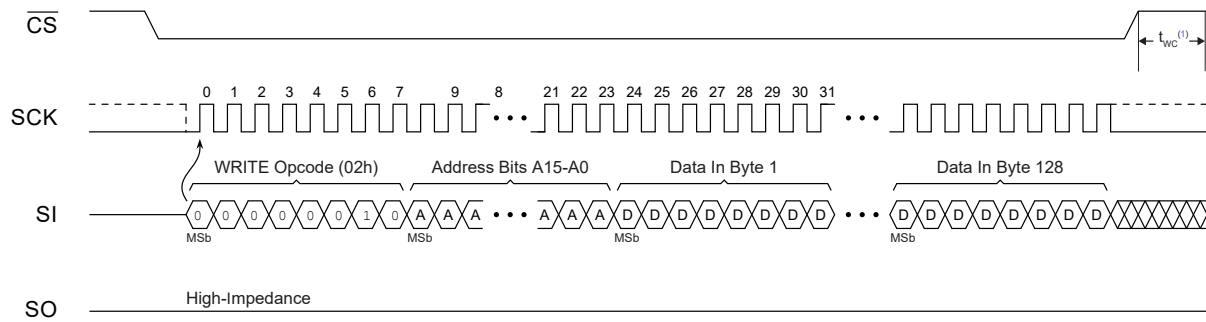 CS
t_WC^(1)
0 1 2 3 4 5 6 7 9 8 21 22 23 24 25 26 27 28 29 30 31
SCK • • • • • •
WRITE Opcode (02h) Address Bits A15-A0 Data In Byte 1 Data In Byte 128
SI 0 0 0 0 0 0 1 0 A A A • • • A A A D D D D D D D D • • • D D D D D D D D
MSb MSb MSb MSb
High-Impedance
SO